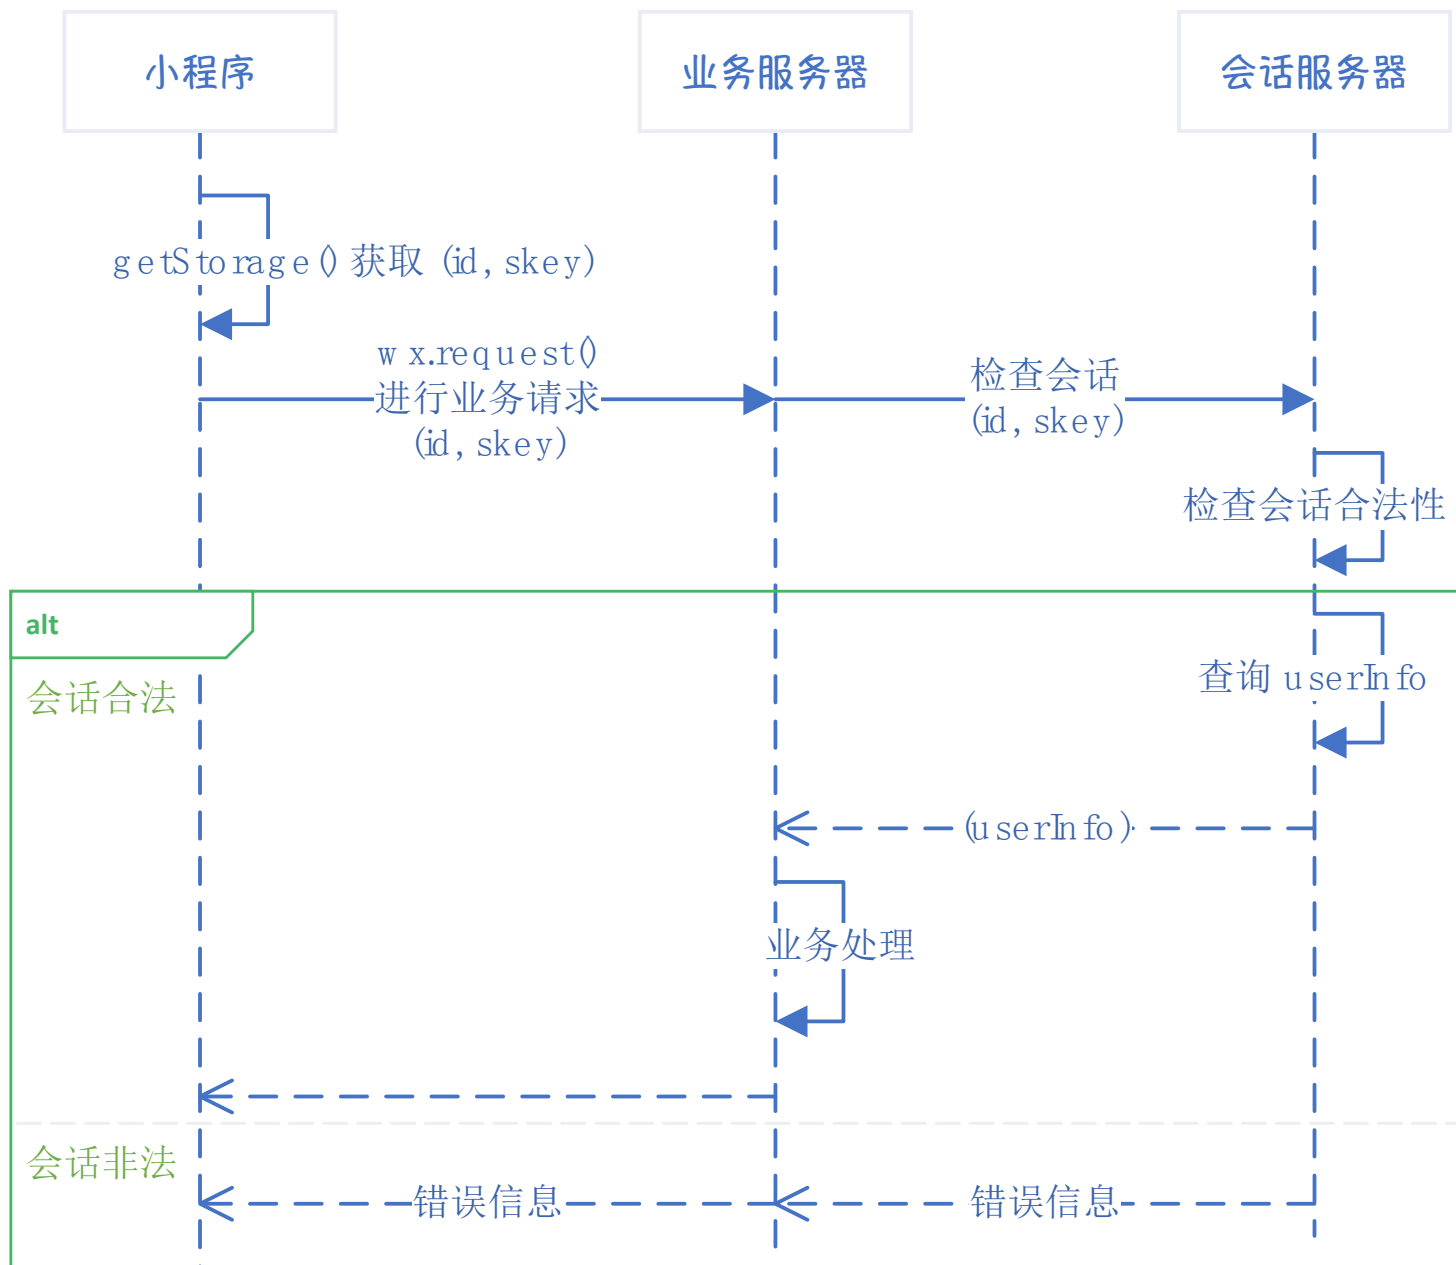 小程序
业务服务器
会话服务器
getStorage()获取 (id,skey)
wx.request()
进行业务请求
(id,skey)
检查会话
(id,skey)
检查会话合法性
alt
会话合法
查询 userInfo
(userInfo)
业务处理
会话非法
错误信息
错误信息